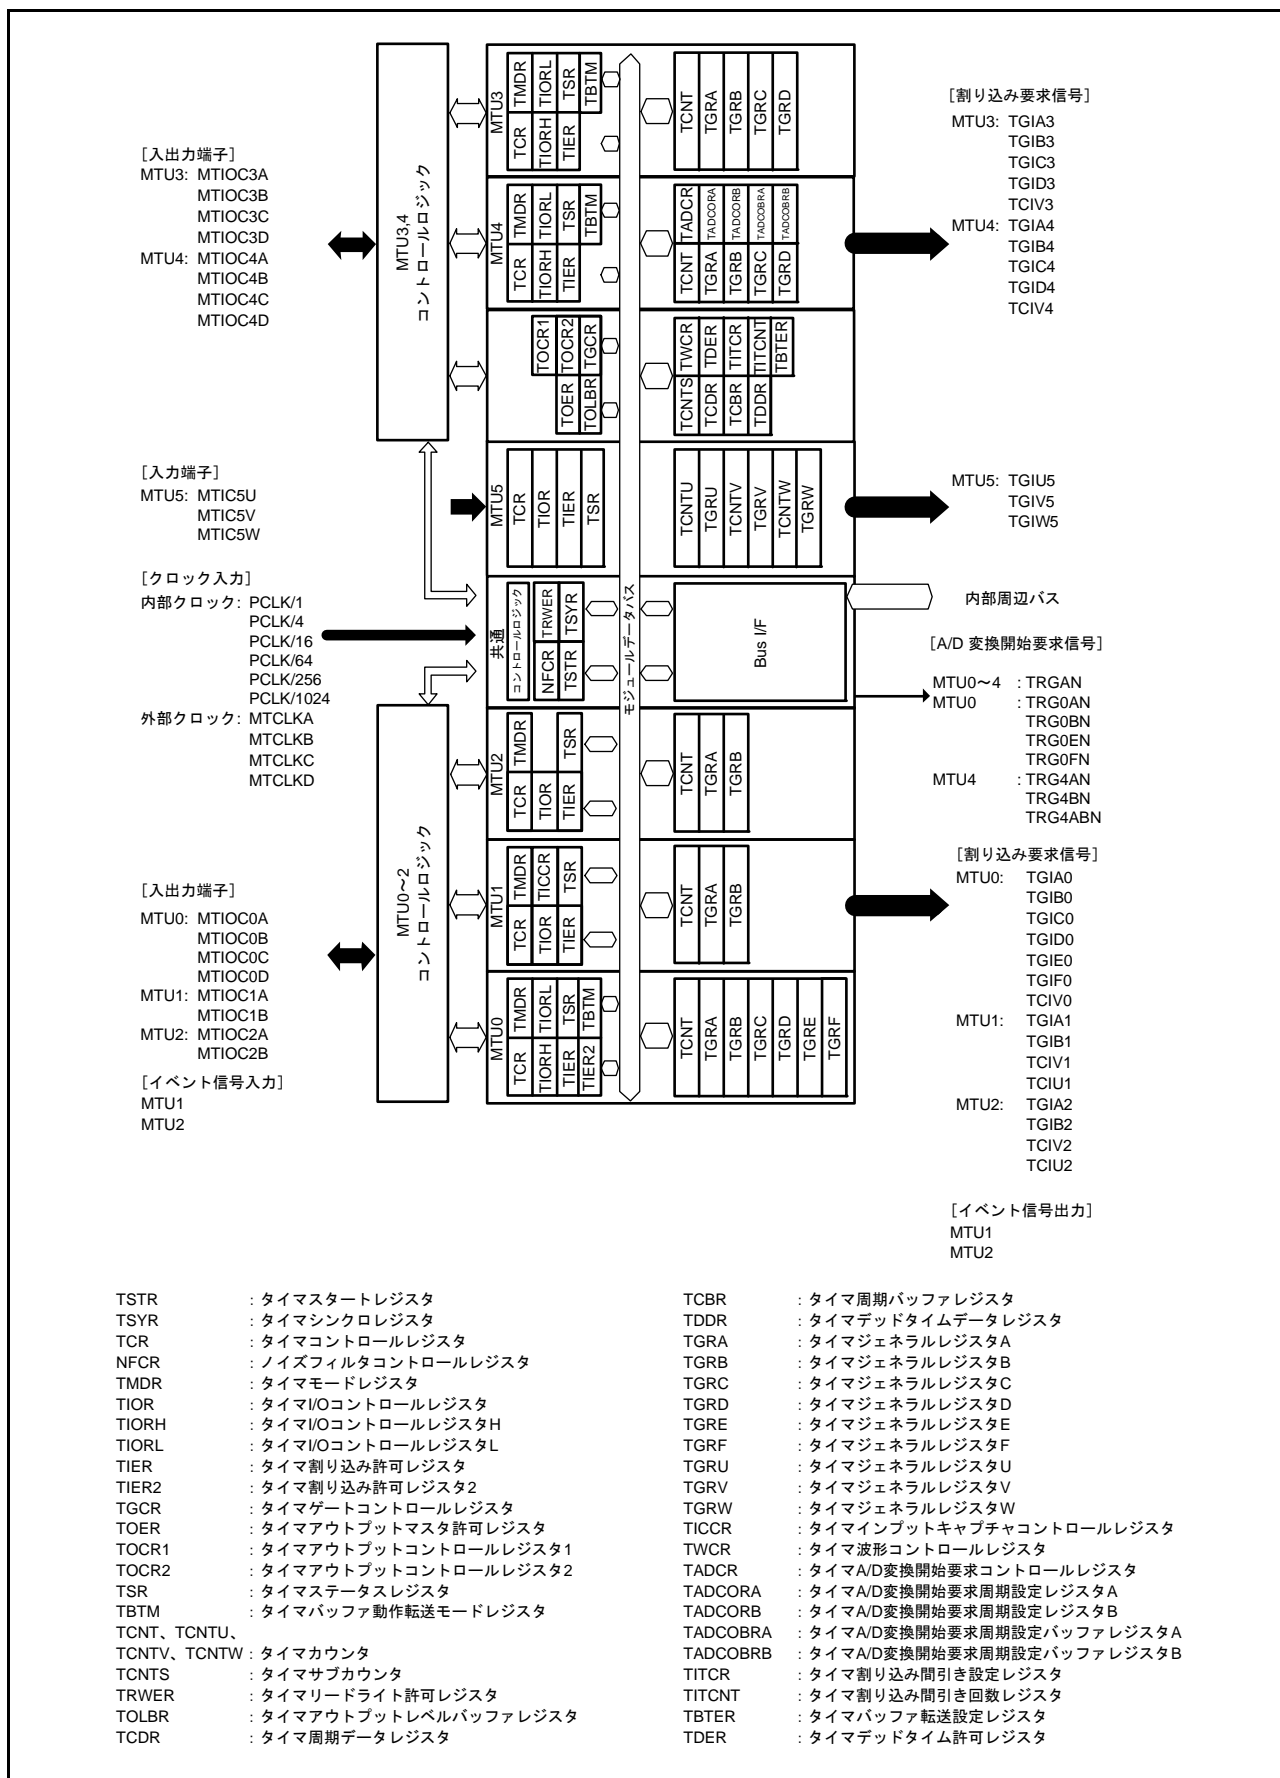 [入出力端子]
MTU3: MTIOC3A
MTIOC3B
MTIOC3C
MTIOC3D
MTU4: MTIOC4A
MTIOC4B
MTIOC4C
MTIOC4D
[入力端子]
MTU5: MTIC5U
MTIC5V
MTIC5W
[クロック入力]
内部クロック: PCLK/1
PCLK/4
PCLK/16
PCLK/64
PCLK/256
PCLK/1024
外部クロック: MTCLKA
MTCLKB
MTCLKC
MTCLKD
[入出力端子]
MTU0: MTIOC0A
MTIOC0B
MTIOC0C
MTIOC0D
MTU1: MTIOC1A
MTIOC1B
MTU2: MTIOC2A
MTIOC2B
[イベント信号入力]
MTU1
MTU2
MTU3,4
コントロールロジック
MTU0～2
コントロールロジック
MTU3
TCR TMDR
TIORH TIORL
TIER TSR
TBTM
TCNT
TGRA
TGRB
TGRC
TGRD
MTU4
TCR TMDR
TIORH TIORL
TIER TSR
TBTM
TCNT TADCR
TGRA TADCORA
TGRB TADCORB
TGRC TADCOBRA
TGRD TADCOBRB
TOCR1
TOER TOCR2
TOLBR TGCR
TCNTS TWCR
TCDR TDER
TCBR TITCR
TDDR TITCNT
TBTER
MTU5
TCR
TIOR
TIER
TSR
TCNTU
TGRU
TCNTV
TGRV
TCNTW
TGRW
共通
コントロールロジック
NFCR TRWER
TSTR TSYR
モジュールデータバス
Bus I/F
MTU2
TCR TMDR
TIOR
TIER TSR
TCNT
TGRA
TGRB
MTU1
TCR TMDR
TIOR TICCR
TIER TSR
TCNT
TGRA
TGRB
MTU0
TCR TMDR
TIORH TIORL
TIER TSR
TIER2 TBTM
TCNT
TGRA
TGRB
TGRC
TGRD
TGRE
TGRF
[割り込み要求信号]
MTU3: TGIA3
TGIB3
TGIC3
TGID3
TCIV3
MTU4: TGIA4
TGIB4
TGIC4
TGID4
TCIV4
MTU5: TGIU5
TGIV5
TGIW5
内部周辺バス
[A/D 変換開始要求信号]
MTU0～4 : TRGAN
MTU0 : TRG0AN
TRG0BN
TRG0EN
TRG0FN
MTU4 : TRG4AN
TRG4BN
TRG4ABN
[割り込み要求信号]
MTU0: TGIA0
TGIB0
TGIC0
TGID0
TGIE0
TGIF0
TCIV0
MTU1: TGIA1
TGIB1
TCIV1
TCIU1
MTU2: TGIA2
TGIB2
TCIV2
TCIU2
[イベント信号出力]
MTU1
MTU2
TSTR : タイマスタートレジスタ
TSYR : タイマシンクロレジスタ
TCR : タイマコントロールレジスタ
NFCR : ノイズフィルタコントロールレジスタ
TMDR : タイマモードレジスタ
TIOR : タイマI/Oコントロールレジスタ
TIORH : タイマI/OコントロールレジスタH
TIORL : タイマI/OコントロールレジスタL
TIER : タイマ割り込み許可レジスタ
TIER2 : タイマ割り込み許可レジスタ2
TGCR : タイマゲートコントロールレジスタ
TOER : タイマアウトプットマスタ許可レジスタ
TOCR1 : タイマアウトプットコントロールレジスタ1
TOCR2 : タイマアウトプットコントロールレジスタ2
TSR : タイマステータスレジスタ
TBTM : タイマバッファ動作転送モードレジスタ
TCNT、TCNTU、
TCNTV、TCNTW : タイマカウンタ
TCNTS : タイマサブカウンタ
TRWER : タイマリードライト許可レジスタ
TOLBR : タイマアウトプットレベルバッファレジスタ
TCDR : タイマ周期データレジスタ
TCBR : タイマ周期バッファレジスタ
TDDR : タイマデッドタイムデータレジスタ
TGRA : タイマジェネラルレジスタA
TGRB : タイマジェネラルレジスタB
TGRC : タイマジェネラルレジスタC
TGRD : タイマジェネラルレジスタD
TGRE : タイマジェネラルレジスタE
TGRF : タイマジェネラルレジスタF
TGRU : タイマジェネラルレジスタU
TGRV : タイマジェネラルレジスタV
TGRW : タイマジェネラルレジスタW
TICCR : タイマインプットキャプチャコントロールレジスタ
TWCR : タイマ波形コントロールレジスタ
TADCR : タイマA/D変換開始要求コントロールレジスタ
TADCORA : タイマA/D変換開始要求周期設定レジスタA
TADCORB : タイマA/D変換開始要求周期設定レジスタB
TADCOBRA : タイマA/D変換開始要求周期設定バッファレジスタA
TADCOBRB : タイマA/D変換開始要求周期設定バッファレジスタB
TITCR : タイマ割り込み間引き設定レジスタ
TITCNT : タイマ割り込み間引き回数レジスタ
TBTER : タイマバッファ転送設定レジスタ
TDER : タイマデッドタイム許可レジスタ